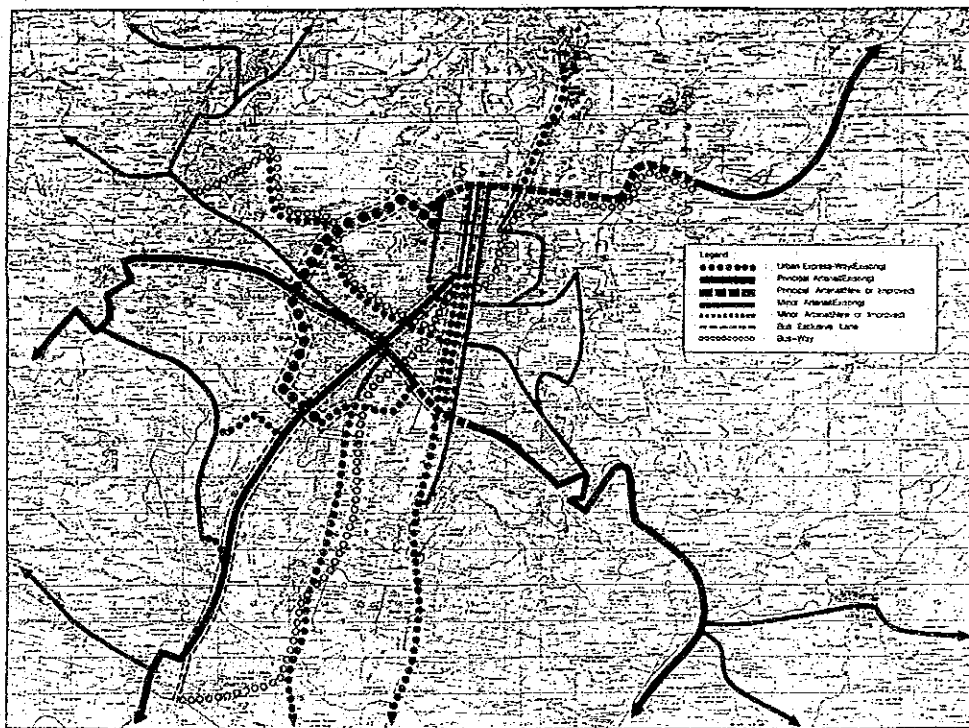 Legend
Urban Express-Way(Existing)
Principal Arterial(Existing)
Principal Arterial(New or Improved)
Minor Arterial(Existing)
Minor Arterial(New or Improved)
Bus Exclusive Lane
Bus-Way